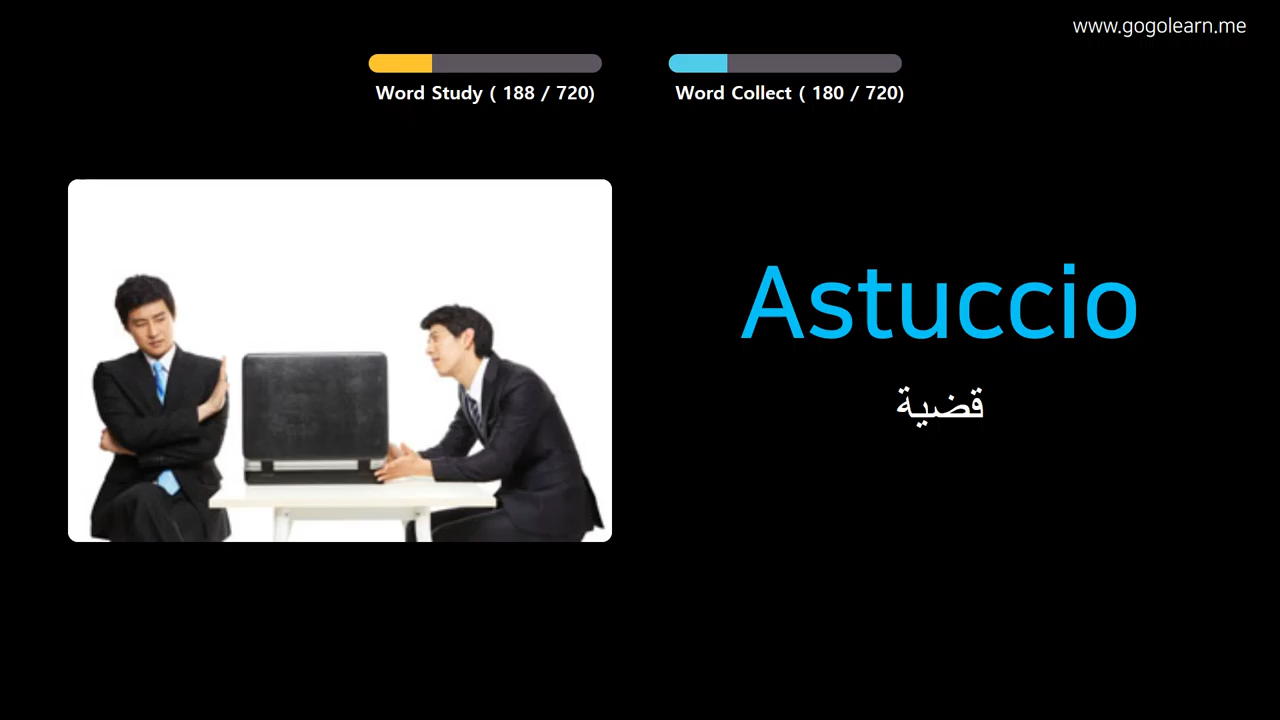 www.gogolearn.me
Word Study ( 188 / 720)
Word Collect ( 180 / 720)
Astuccio
قضية